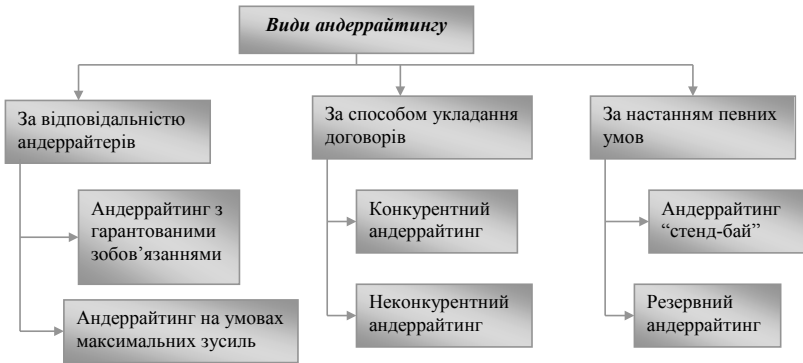 Види андеррайтингу
За відповідальністю
андеррайтерів
Андеррайтинг з
гарантованими
зобов’язаннями
Андеррайтинг на умовах
максимальних зусиль
За способом укладання
договорів
Конкурентний
андеррайтинг
Неконкурентний
андеррайтинг
За настанням певних
умов
Андеррайтинг
“стенд-бай”
Резервний
андеррайтинг